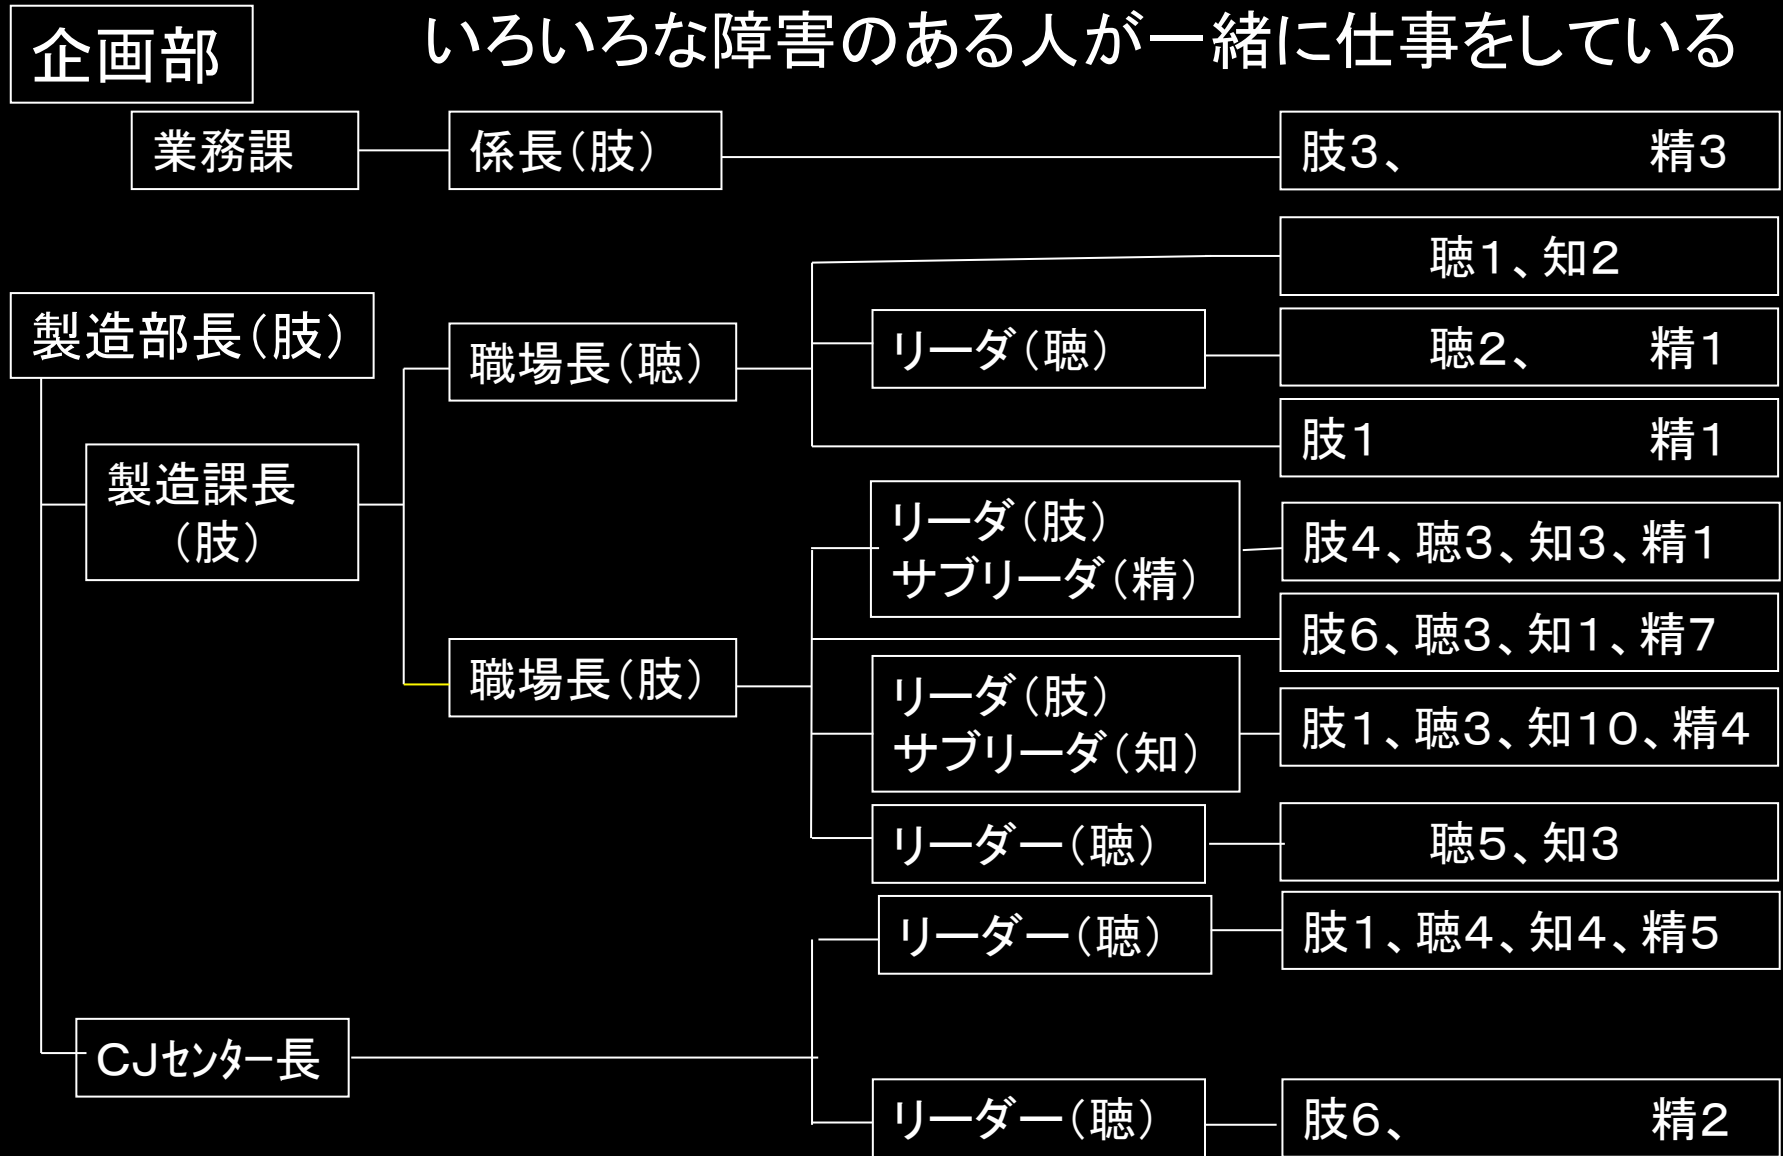 企画部
いろいろな障害のある人が一緒に仕事をしている
業務課
係長(肢)
肢3、 精3
聴1、知2
製造部長(肢)
職場長(聴)
リーダ(聴)
聴2、 精1
肢1 精1
製造課長
(肢)
リーダ(肢)
サブリーダ(精)
肢4、聴3、知3、精1
職場長(肢)
肢6、聴3、知1、精7
リーダ(肢)
サブリーダ(知)
肢1、聴3、知10、精4
リーダー(聴)
聴5、知3
リーダー(聴)
肢1、聴4、知4、精5
CJセンター長
リーダー(聴)
肢6、 精2